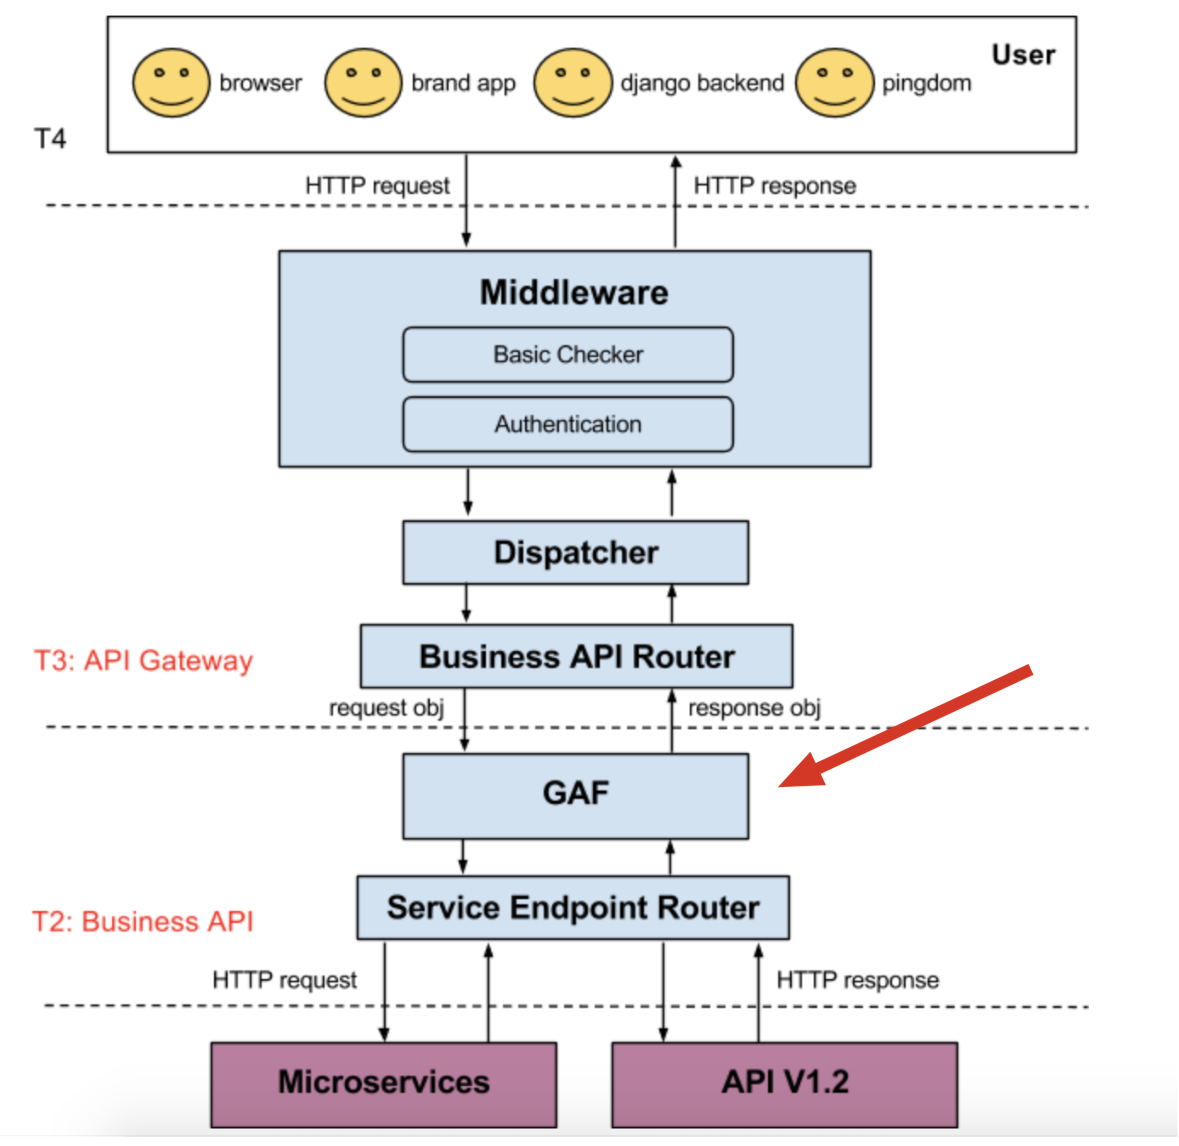 User
browser
brand app
django backend
pingdom
T4
HTTP request
HTTP response
Middleware
Basic Checker
Authentication
Dispatcher
Business API Router
T3: API Gateway
request obj
response obj
GAF
Service Endpoint Router
T2: Business API
HTTP request
HTTP response
Microservices
API V1.2